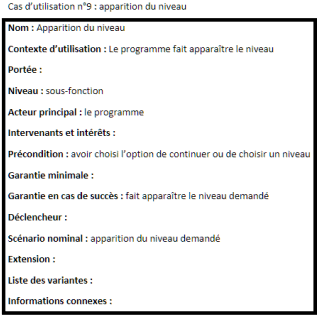 Cas d’utilisation n°9 : apparition du niveau
Nom : Apparition du niveau
Contexte d’utilisation : Le programme fait apparaître le niveau
Portée :
Niveau : sous-fonction
Acteur principal : le programme
Intervenants et intérêts :
Précondition : avoir choisi l’option de continuer ou de choisir un niveau
Garantie minimale :
Garantie en cas de succès : fait apparaître le niveau demandé
Déclencheur :
Scénario nominal : apparition du niveau demandé
Extension :
Liste des variantes :
Informations connexes :